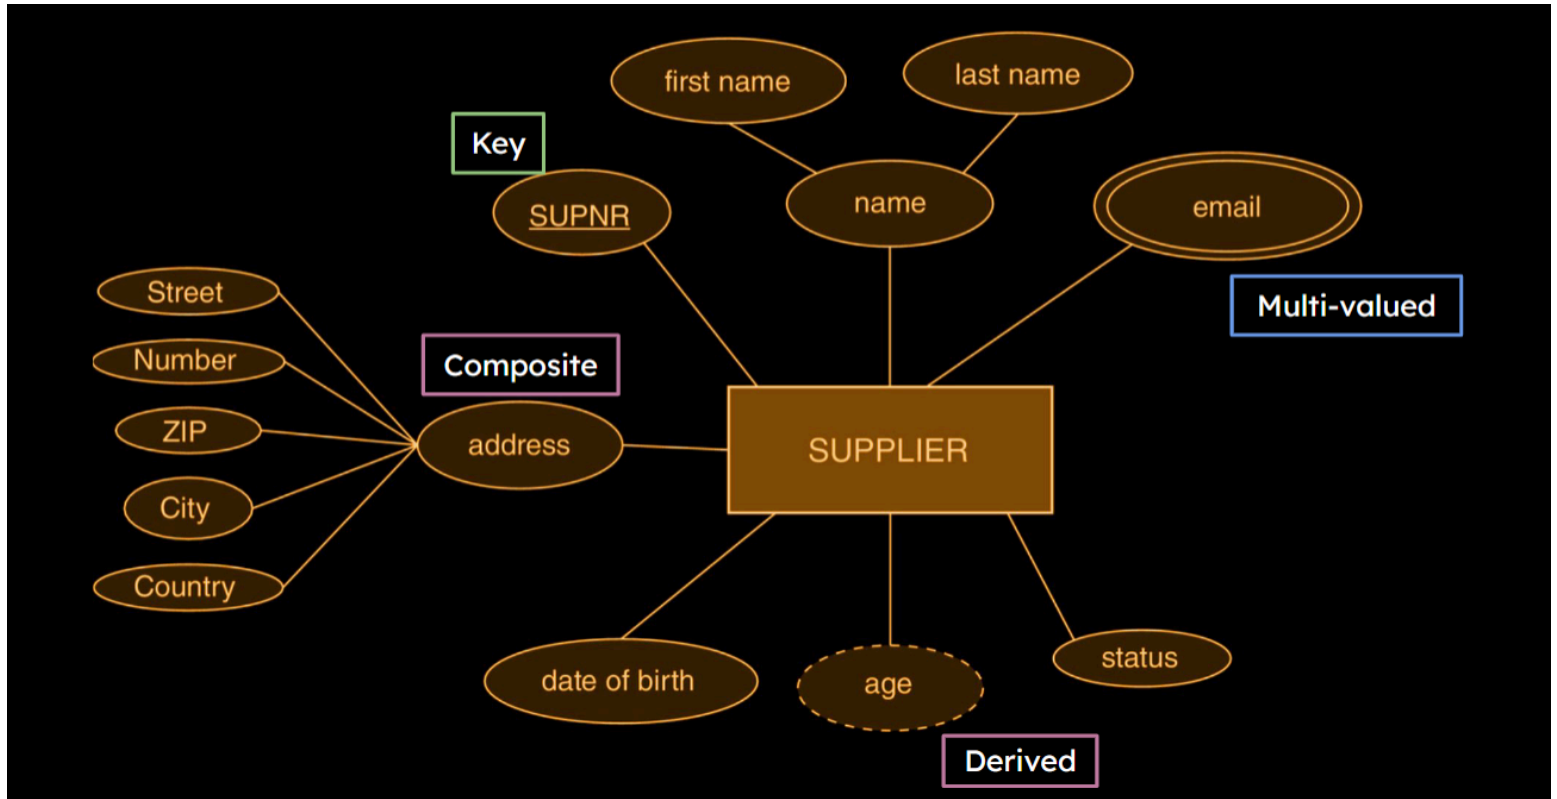 first name
last name
Key
SUPNR
name
email
Street
Multi-valued
Number
Composite
ZIP
address
SUPPLIER
City
Country
date of birth
age
status
Derived